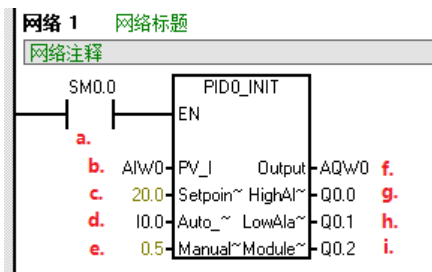 网络 1 网络标题
网络注释
SM0.0 PID0_INIT
EN
a.
b. AIW0 PV_I Output AQW0 f.
c. 20.0 Setpoin~ HighAl~ Q0.0 g.
d. I0.0 Auto_~ LowAla~ Q0.1 h.
e. 0.5 Manual~ Module~ Q0.2 i.